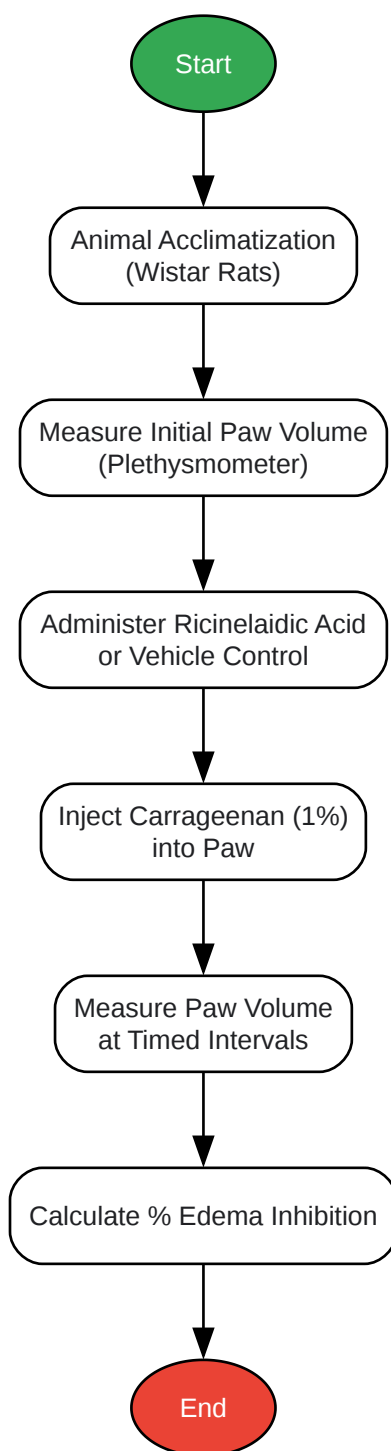 Start
Animal Acclimatization
(Wistar Rats)
Measure Initial Paw Volume
(Plethysmometer)
Administer Ricinelaidic Acid
or Vehicle Control
Inject Carrageenan (1%)
into Paw
Measure Paw Volume
at Timed Intervals
Calculate % Edema Inhibition
End